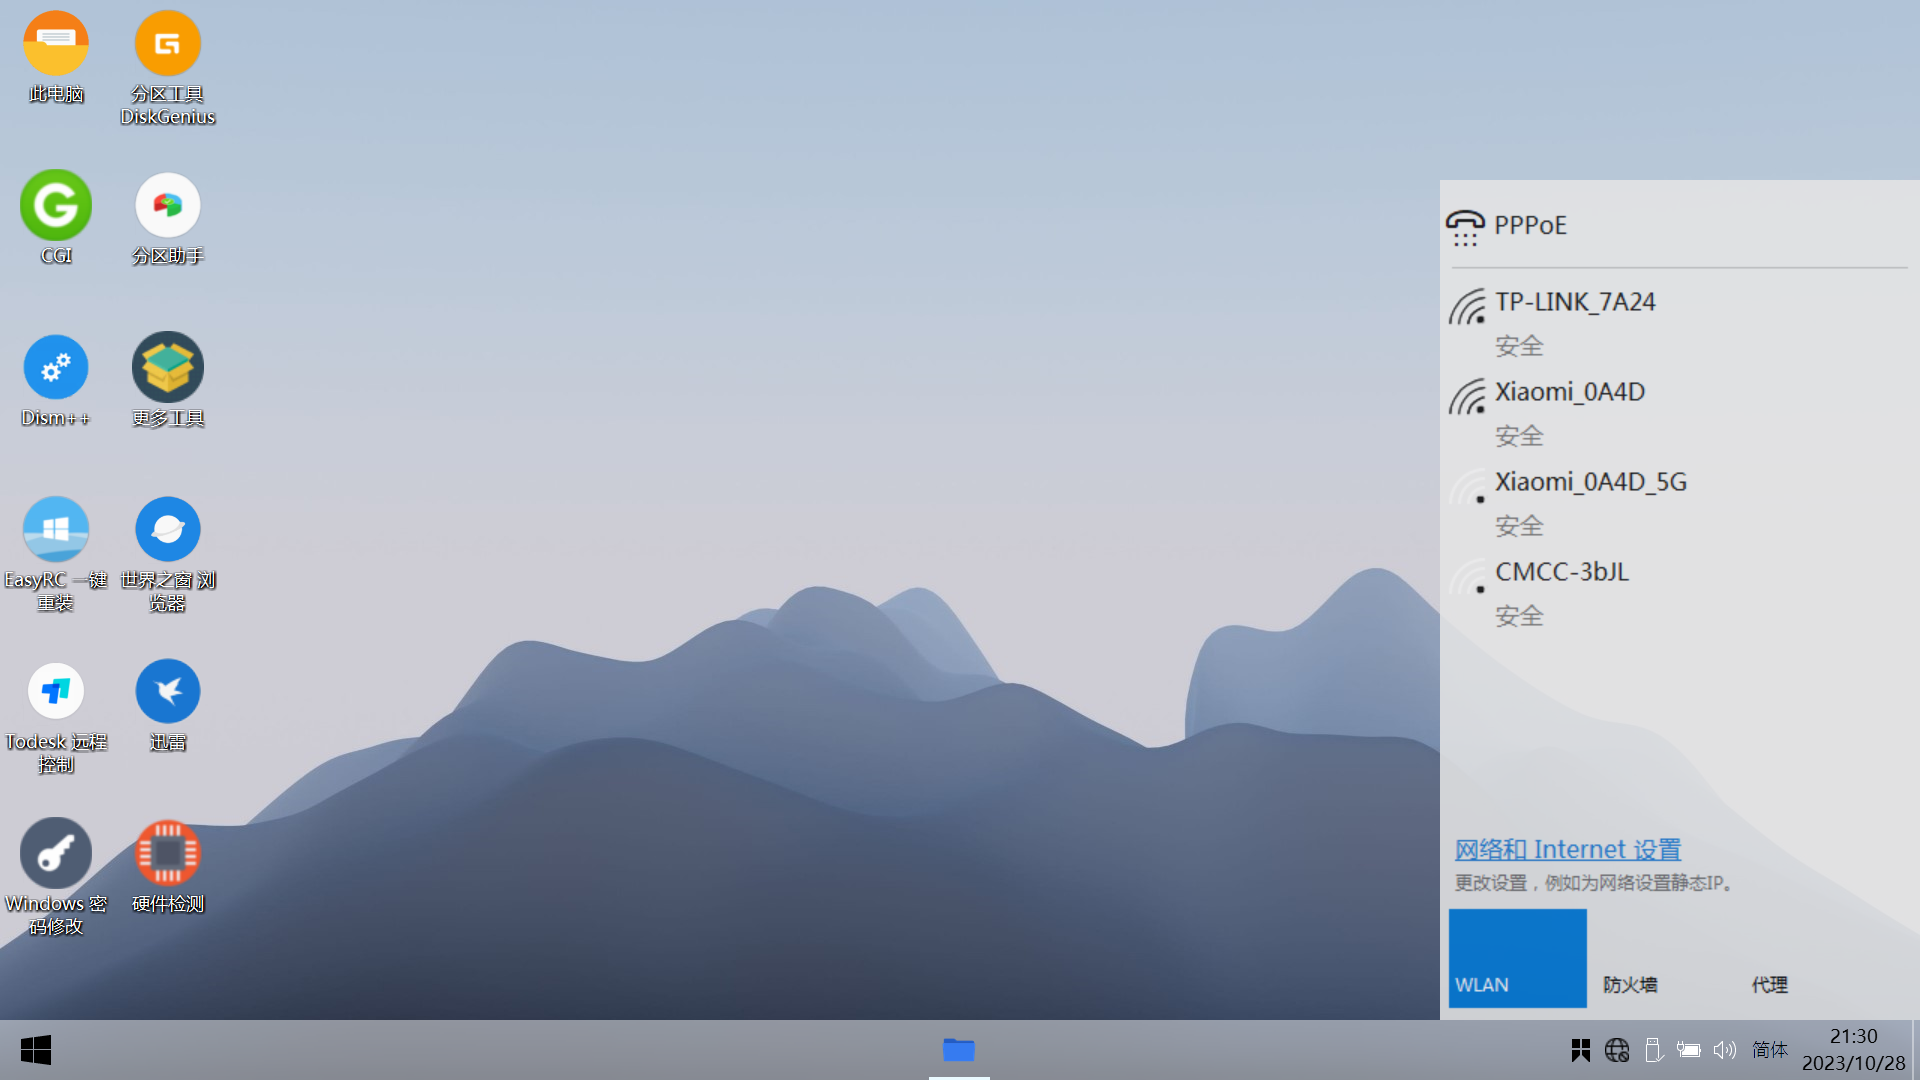 此电脑
分区工具
DiskGenius
CGI
分区助手
Dism++
更多工具
EasyRC 一键
重装
世界之窗 浏
览器
Todesk 远程
控制
迅雷
Windows 密
码修改
硬件检测
PPPoE
TP-LINK_7A24
安全
Xiaomi_0A4D
安全
Xiaomi_0A4D_5G
安全
CMCC-3bJL
安全
网络和 Internet 设置
更改设置，例如为网络设置静态IP。
WLAN
防火墙
代理
简体
21:30
2023/10/28